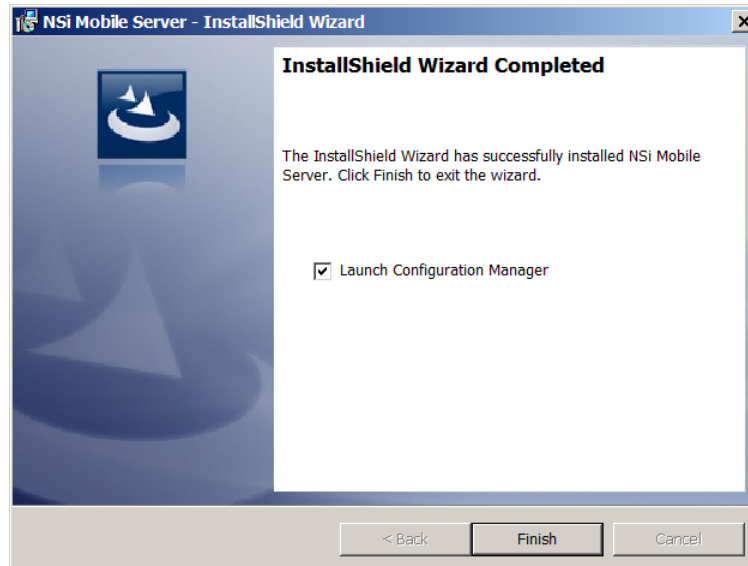 NSi Mobile Server - InstallShield Wizard
InstallShield Wizard Completed
The InstallShield Wizard has successfully installed NSi Mobile
Server. Click Finish to exit the wizard.
Launch Configuration Manager
< Back
Finish
Cancel